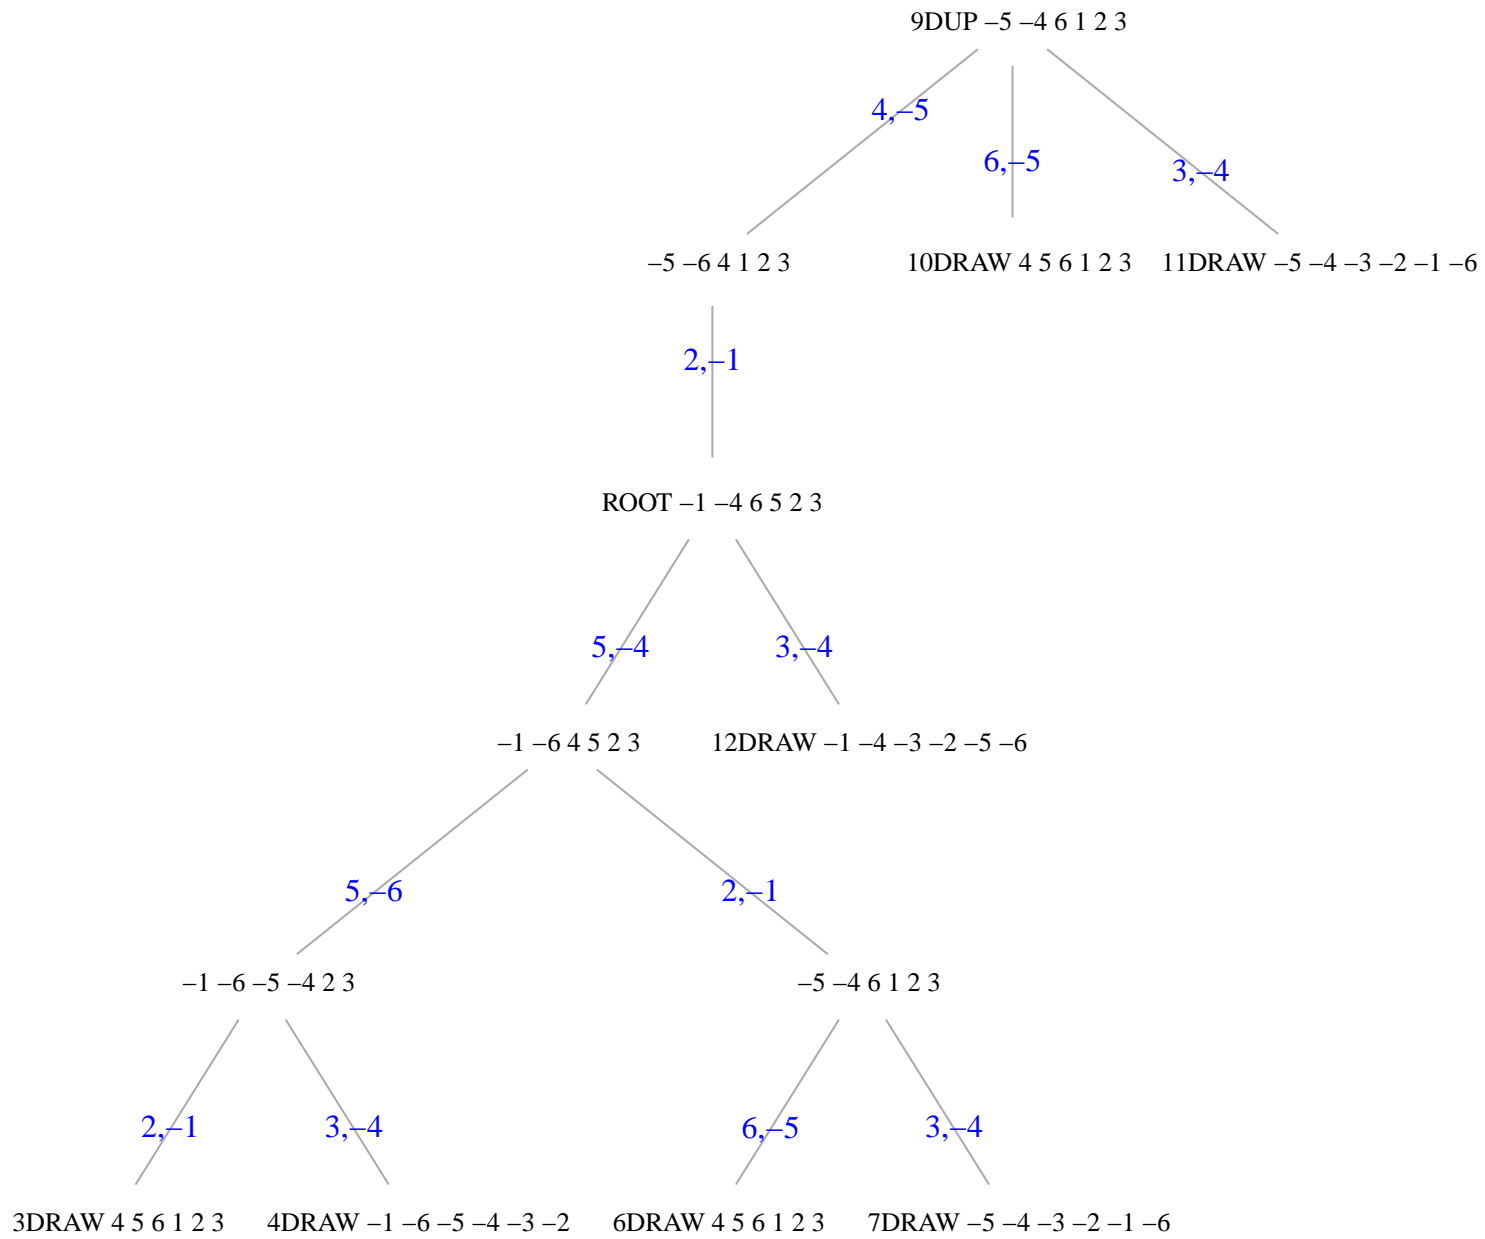 9DUP –5 –4 6 1 2 3
4,–5
6,–5
3,–4
–5 –6 4 1 2 3
10DRAW 4 5 6 1 2 3
11DRAW –5 –4 –3 –2 –1 –6
2,–1
ROOT –1 –4 6 5 2 3
5,–4
3,–4
–1 –6 4 5 2 3
12DRAW –1 –4 –3 –2 –5 –6
5,–6
2,–1
–1 –6 –5 –4 2 3
–5 –4 6 1 2 3
2,–1
3,–4
6,–5
3,–4
3DRAW 4 5 6 1 2 3
4DRAW –1 –6 –5 –4 –3 –2
6DRAW 4 5 6 1 2 3
7DRAW –5 –4 –3 –2 –1 –6